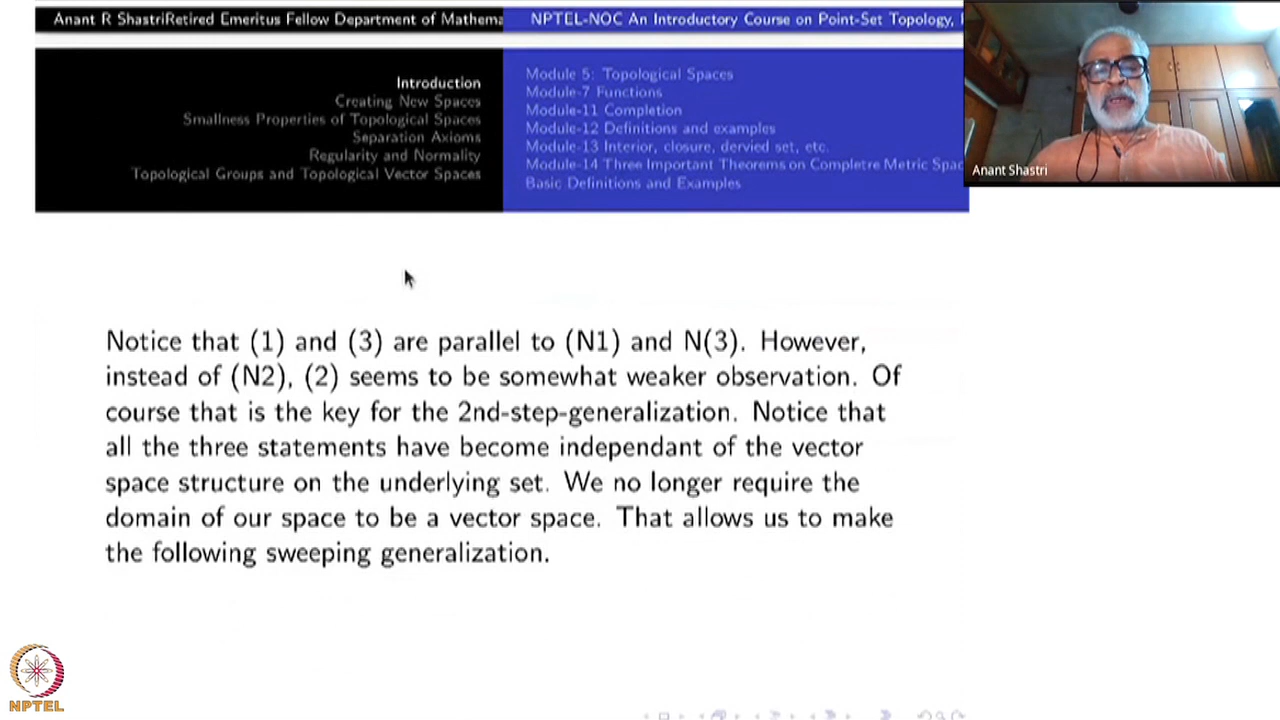 Anant R ShastriRetired Emeritus Fellow Department of Mathema
NPTEL-NOC An Introductory Course on Point-Set Topology,
Introduction
Creating New Spaces
Smallness Properties of Topological Spaces
Separation Axioms
Regularity and Normality
Topological Groups and Topological Vector Spaces
Module 5: Topological Spaces
Module-7 Functions
Module-11 Completion
Module-12 Definitions and examples
Module-13 Interior, closure, dervied set, etc.
Module-14 Three Important Theorems on Completre Metric Spac
Basic Definitions and Examples
Anant Shastri
Notice that (1) and (3) are parallel to (N1) and N(3). However,
instead of (N2), (2) seems to be somewhat weaker observation. Of
course that is the key for the 2nd-step-generalization. Notice that
all the three statements have become independant of the vector
space structure on the underlying set. We no longer require the
domain of our space to be a vector space. That allows us to make
the following sweeping generalization.
NPTEL